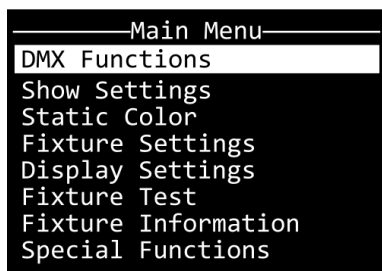 Main Menu
DMX Functions
Show Settings
Static Color
Fixture Settings
Display Settings
Fixture Test
Fixture Information
Special Functions